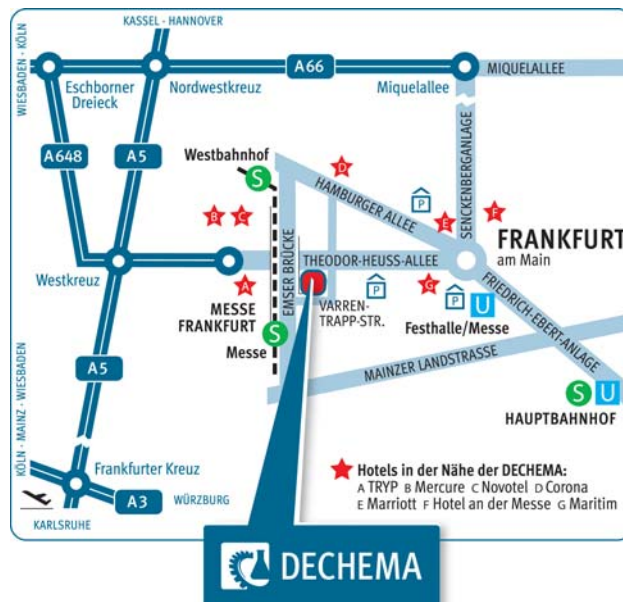 KASSEL - HANNOVER
WIESBADEN - KÖLN
A66
MIQUELALLEE
Eschborner
Dreieck
Nordwestkreuz
Miquelallee
A648
A5
Westbahnhof
S
D
HAMBURGER ALLEE
SENCKENBERGANLAGE
P
B
C
E
F
FRANKFURT
am Main
THEODOR-HEUSS-ALLEE
Westkreuz
A
EMSER BRÜCKE
P
G
P
U
MESSE
FRANKFURT
VARREN-
TRAPP-STR.
Festhalle/Messe
FRIEDRICH-EBERT-ANLAGE
S
Messe
MAINZER LANDSTRASSE
A5
S
U
HAUPTBAHNHOF
KÖLN - MAINZ - WIESBADEN
Frankfurter Kreuz
A3
WÜRZBURG
KARLSRUHE
Hotels in der Nähe der DECHEMA:
A TRYP B Mercure C Novotel D Corona
E Marriott F Hotel an der Messe G Maritim
DECHEMA